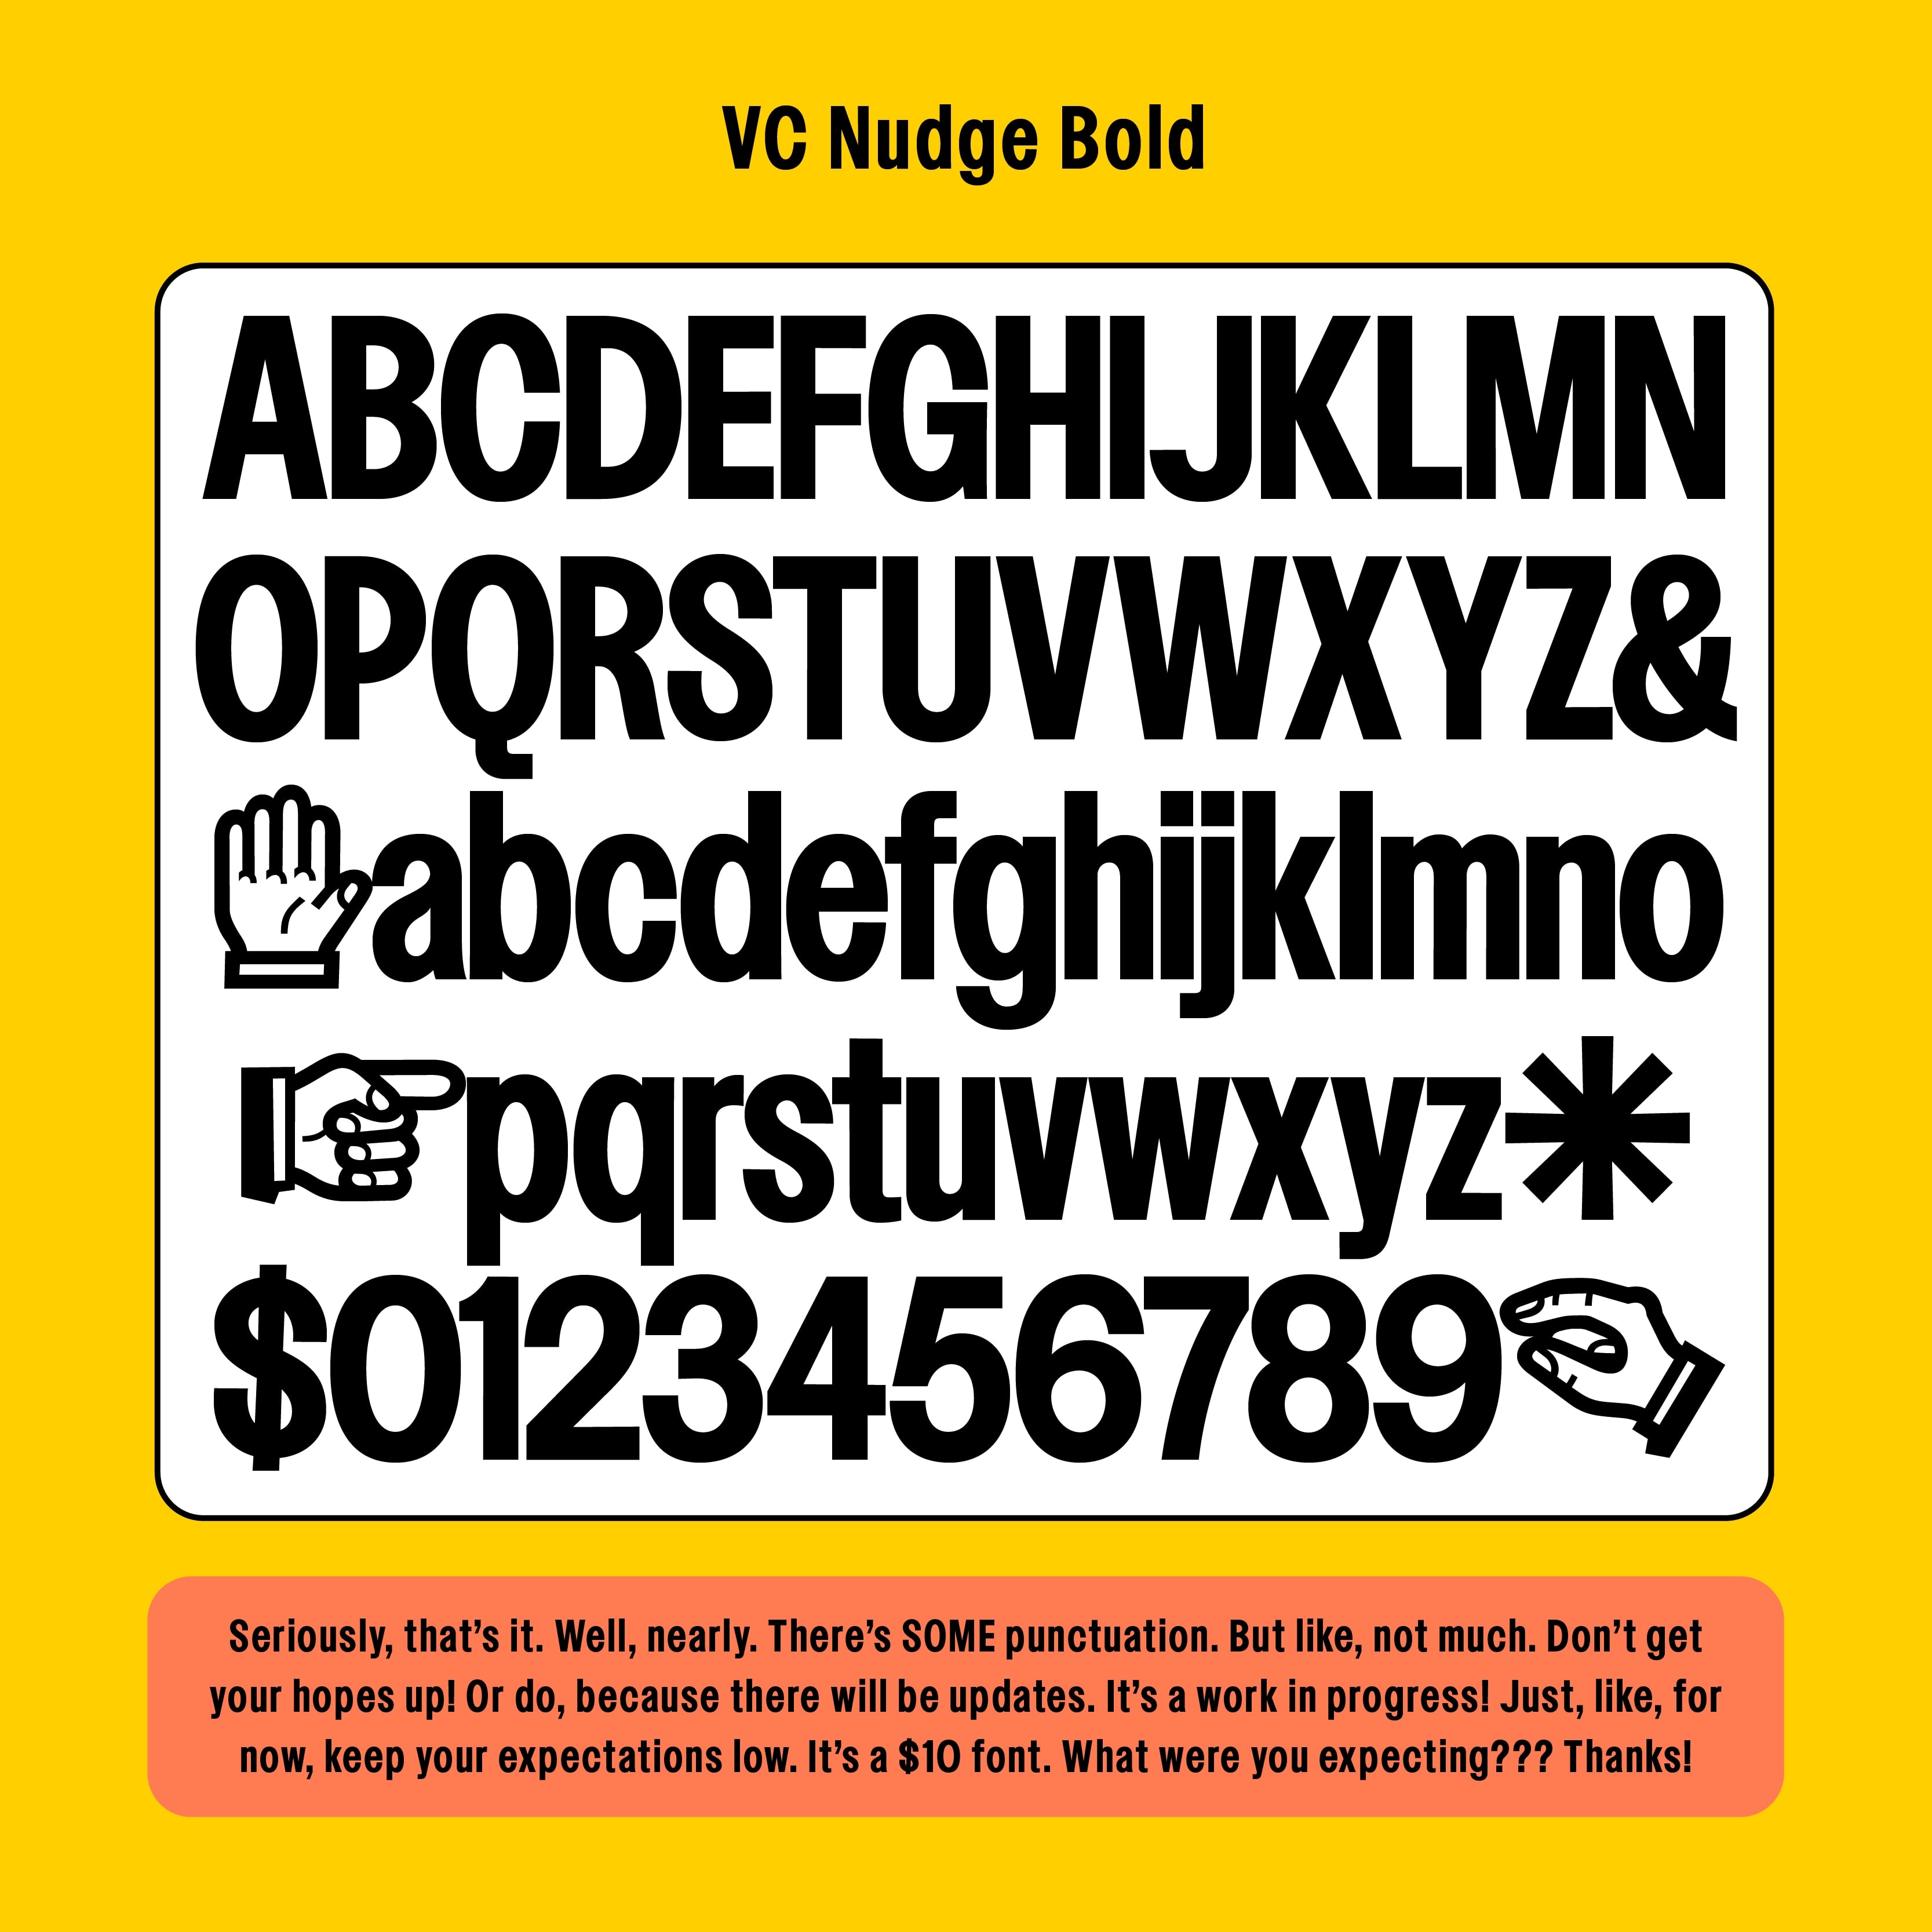 VC Nudge Bold
ABCDEFGHIJKLMN
OPQRSTUVWXYZ&
abcdefghijklmno
pqrstuvwxyz*
$0123456789
Seriously, that’s it. Well, nearly. There’s SOME punctuation. But like, not much. Don’t get
your hopes up! Or do, because there will be updates. It’s a work in progress! Just, like, for
now, keep your expectations low. It’s a $10 font. What were you expecting??? Thanks!